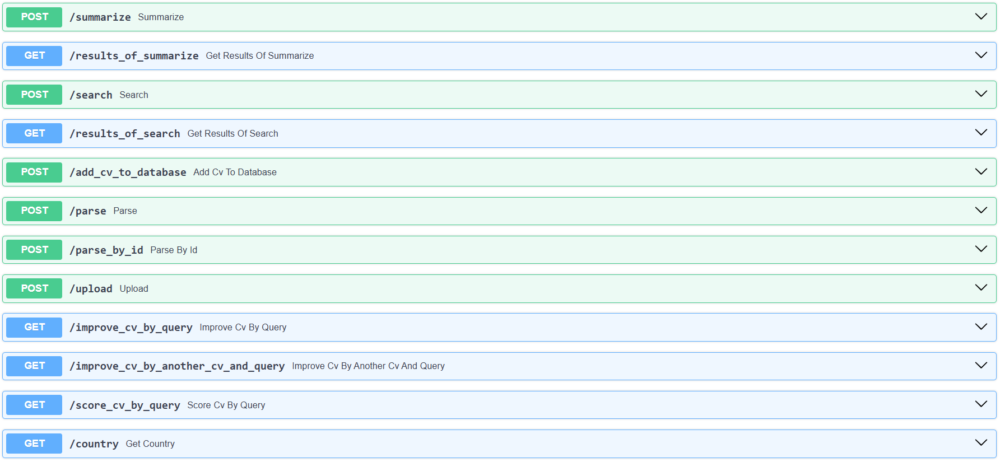 POST /summarize Summarize
GET /results_of_summarize Get Results Of Summarize
POST /search Search
GET /results_of_search Get Results Of Search
POST /add_cv_to_database Add Cv To Database
POST /parse Parse
POST /parse_by_id Parse By Id
POST /upload Upload
GET /improve_cv_by_query Improve Cv By Query
GET /improve_cv_by_another_cv_and_query Improve Cv By Another Cv And Query
GET /score_cv_by_query Score Cv By Query
GET /country Get Country